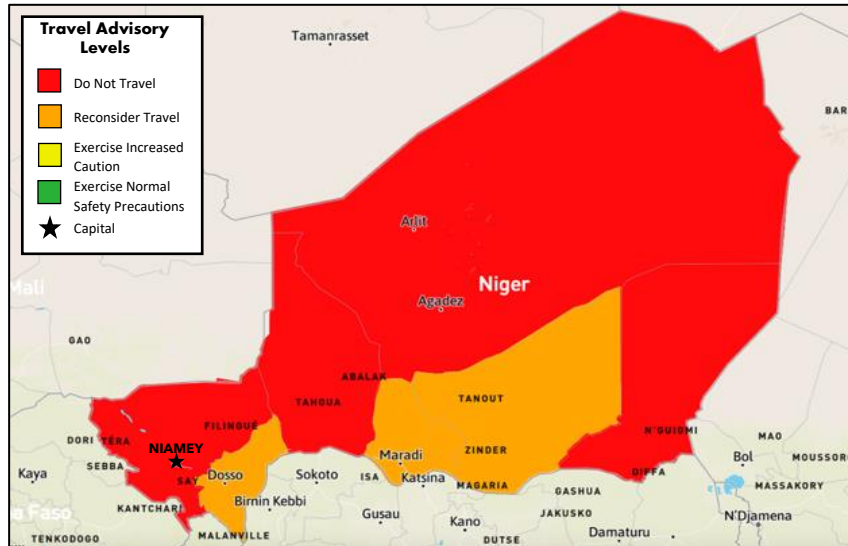 Travel Advisory
Levels
Do Not Travel
Reconsider Travel
Exercise Increased
Caution
Exercise Normal
Safety Precautions
Capital
Tamanrasset
BAR
Arlit
Niger
Agadez
Mali
GAO
ABALAK
TAHOUA
TANOUT
FILINGUÉ
DORI
TÉRA
NIAMEY
N'GUIGMI
MAO
SEBBA
Maradi
ZINDER
Bol
MOUSSORO
Kaya
SAY
Dosso
Sokoto
ISA
Katsina
MAGARIA
DIFFA
MASSAKORY
KANTCHARI
Birnin Kebbi
GASHUA
a Faso
Gusau
Kano
JAKUSKO
N'Djamena
TENKODOGO
MALANVILLE
DUTSE
Damaturu